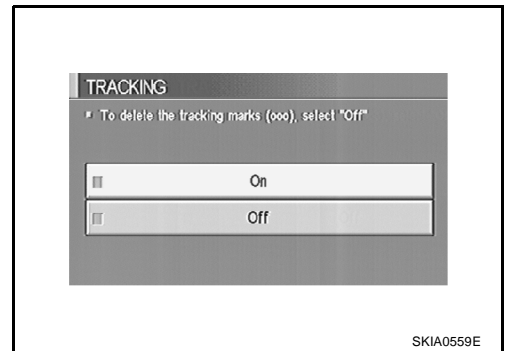 TRACKING
To delete the tracking marks (ooo), select "Off"
On
Off
SKIA0559E